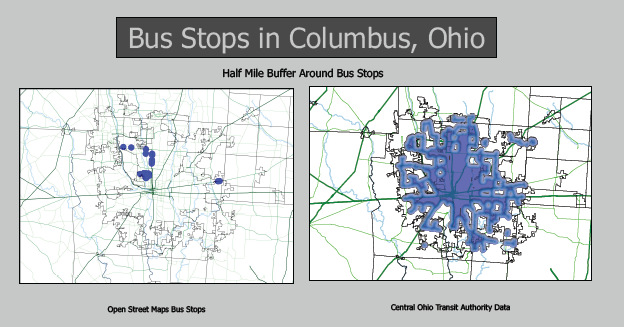 Bus Stops in Columbus, Ohio
Half Mile Buffer Around Bus Stops
Open Street Maps Bus Stops
Central Ohio Transit Authority Data